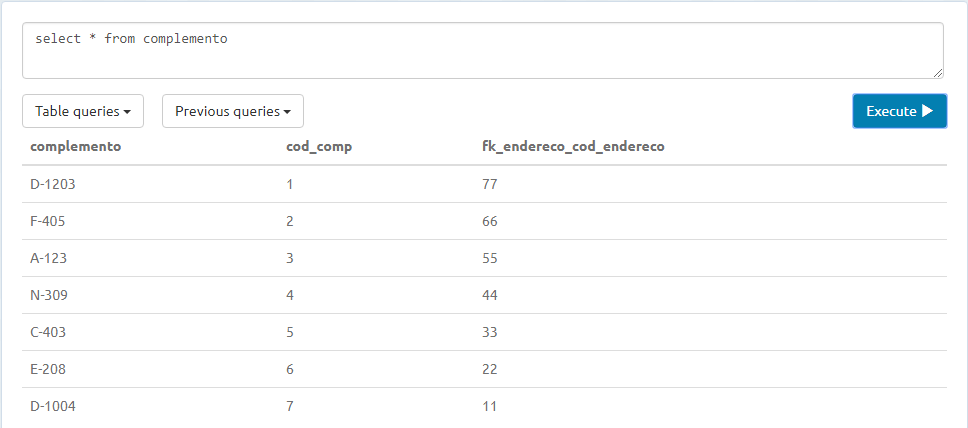 select * from complemento
Table queries Previous queries Execute
complemento cod_comp fk_endereco_cod_endereco
D-1203 1 77
F-405 2 66
A-123 3 55
N-309 4 44
C-403 5 33
E-208 6 22
D-1004 7 11